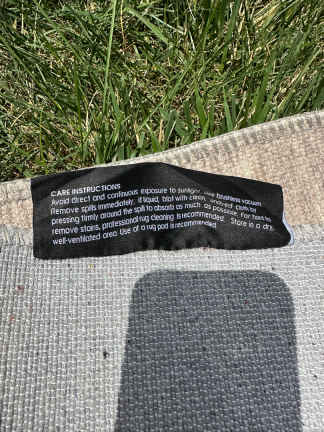 CARE INSTRUCTIONS
Avoid direct and continuous exposure to sunlight. Use brushless vacuum
Remove spills immediately. If liquid, blot with clean, undyed cloth by
pressing firmly around the spill to absorb as much as possible. For hard to
remove stains, professional rug cleaning is recommended. Store in a dry,
well-ventilated area. Use of a rug pad is recommended.